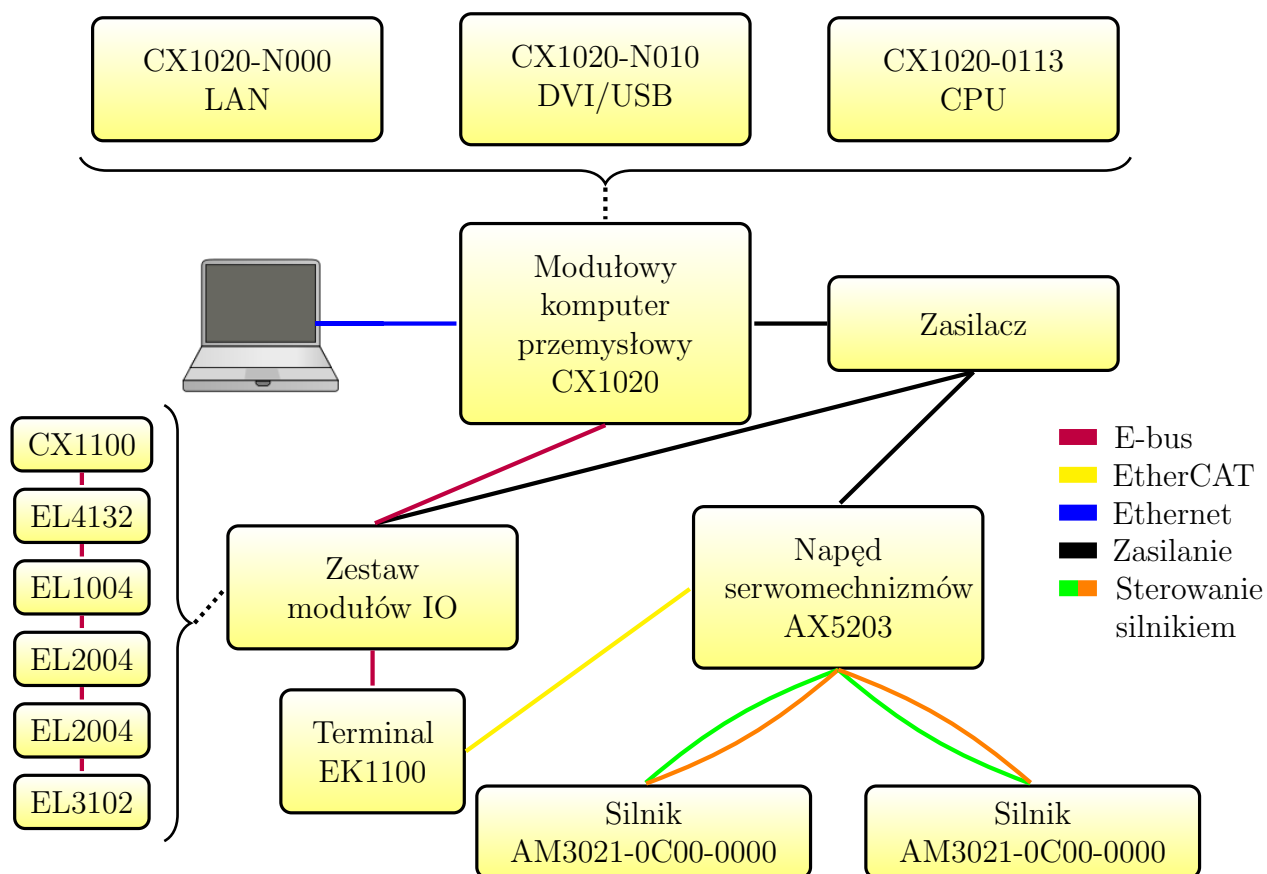 CX1020-N000
LAN
CX1020-N010
DVI/USB
CX1020-0113
CPU
Modułowy
komputer
przemysłowy
CX1020
Zasilacz
CX1100
EL4132
EL1004
EL2004
EL2004
EL3102
Zestaw
modułów IO
Napęd
serwomechnizmów
AX5203
E-bus
EtherCAT
Ethernet
Zasilanie
Sterowanie
silnikiem
Terminal
EK1100
Silnik
AM3021-0C00-0000
Silnik
AM3021-0C00-0000